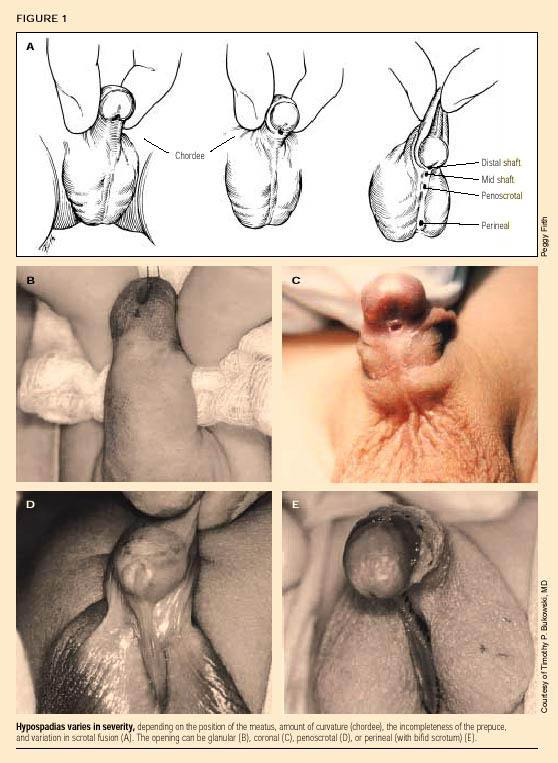 FIGURE 1
A
Chordee
Distal shaft
Mid shaft
Penoscrotal
Perineal
Peggy Firth
B
C
D
E
Courtesy of Timothy P. Bukowski, MD
Hypospadias varies in severity, depending on the position of the meatus, amount of curvature (chordee), the incompleteness of the prepuce,
and variation in scrotal fusion (A). The opening can be glanular (B), coronal (C), penoscrotal (D), or perineal (with bifid scrotum) (E).